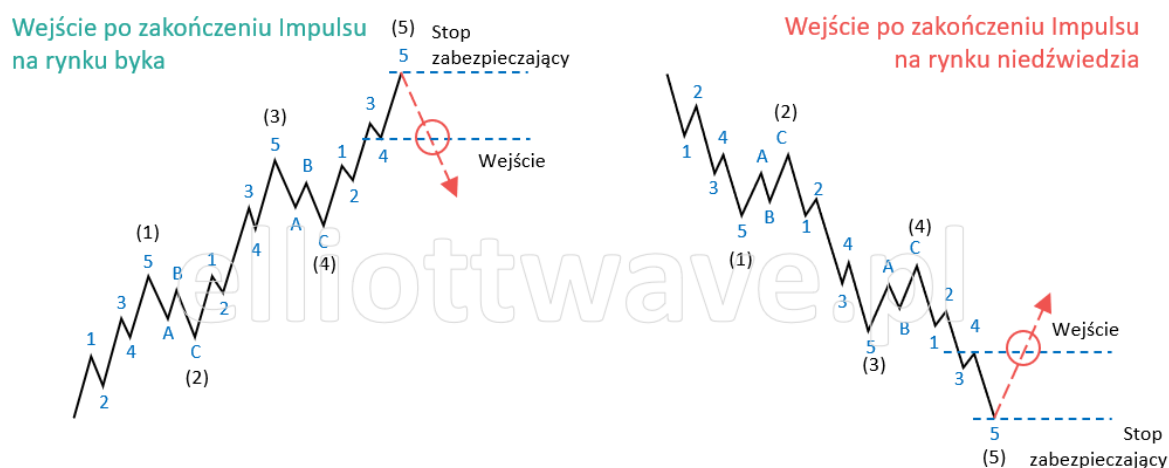 Wejście po zakończeniu Impulsu
na rynku byka
(5)
5
Stop
zabezpieczający
(3)
5
3
4
Wejście
B
1
2
A
C
(4)
3
4
(1)
5
B
1
2
3
4
A
C
(2)
1
2
elliottwave.pl
Wejście po zakończeniu Impulsu
na rynku niedźwiedzia
2
1
4
3
(2)
C
A
B
5
(1)
2
1
4
3
(4)
C
A
B
5
(3)
2
4
1
3
Wejście
5
(5)
Stop
zabezpieczający